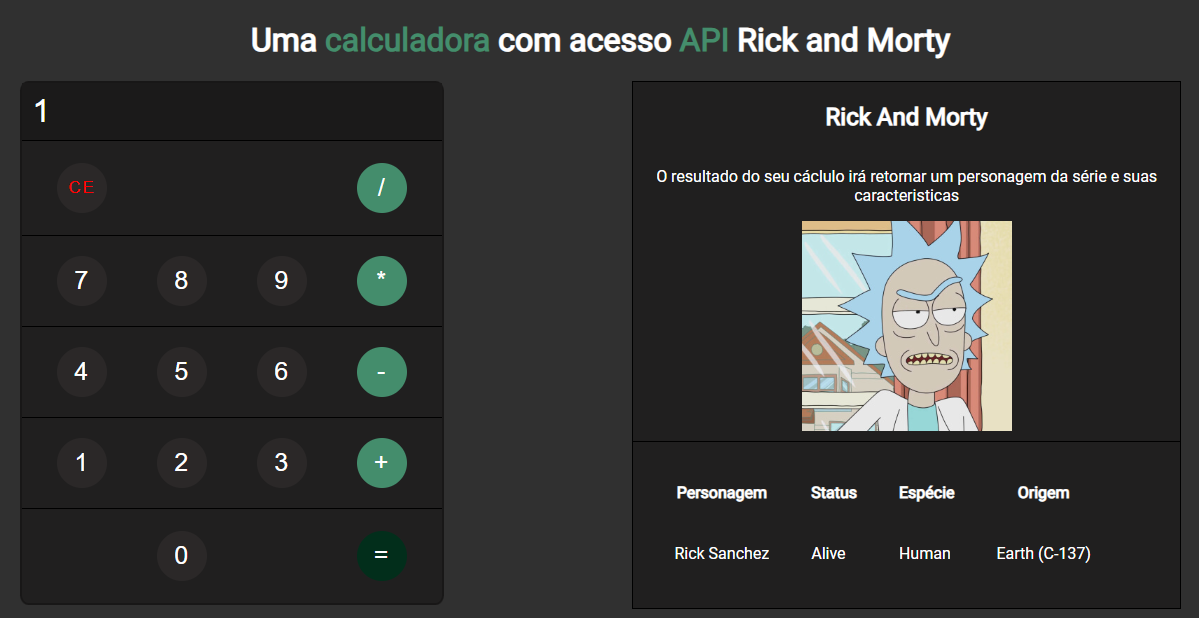 Uma calculadora com acesso API Rick and Morty
1
CE /
7 8 9 *
4 5 6 -
1 2 3 +
0 =
Rick And Morty
O resultado do seu cáclulo irá retornar um personagem da série e suas
caracteristicas
Personagem Status Espécie Origem
Rick Sanchez Alive Human Earth (C-137)